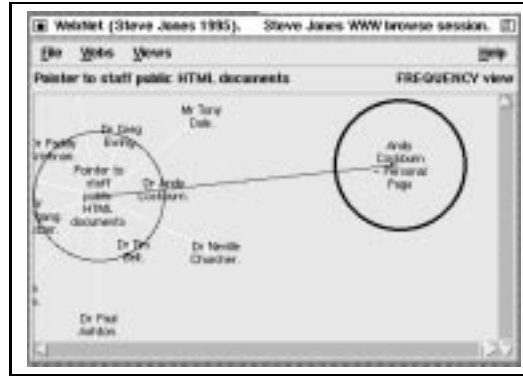 WebNet (Steve Jones 1995). Steve Jones WWW browse session.
File Webs Views Help
Pointer to staff public HTML documents FREQUENCY view
Mr Tony
Dale.
Dr Greg
Dr Paddy
Pointer to
staff
public
HTML
documents
Dr Andy
Cockburn.
Andy
Cockburn
- Personal
Page
Dr Tim
Bell.
Dr Neville
Churcher.
Dr Paul
Ashton.